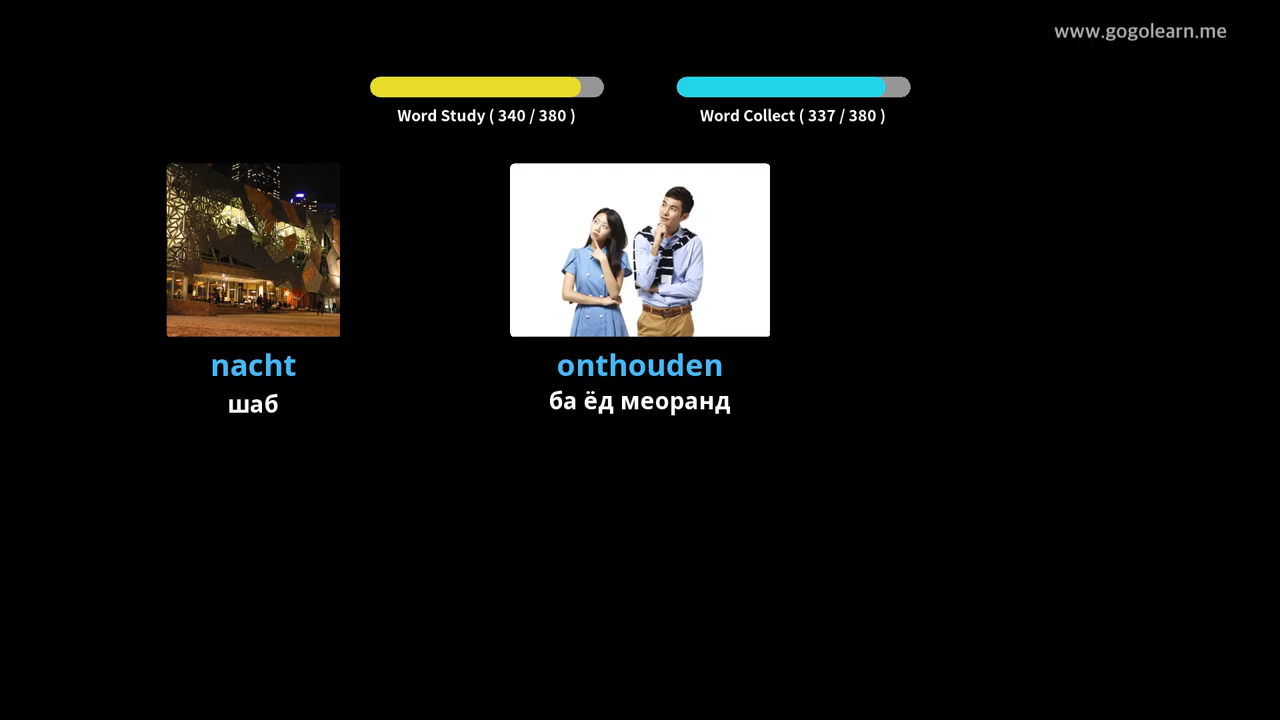 www.gogolearn.me
Word Study ( 340 / 380 )
Word Collect ( 337 / 380 )
nacht
шаб
onthouden
ба ёд меоранд